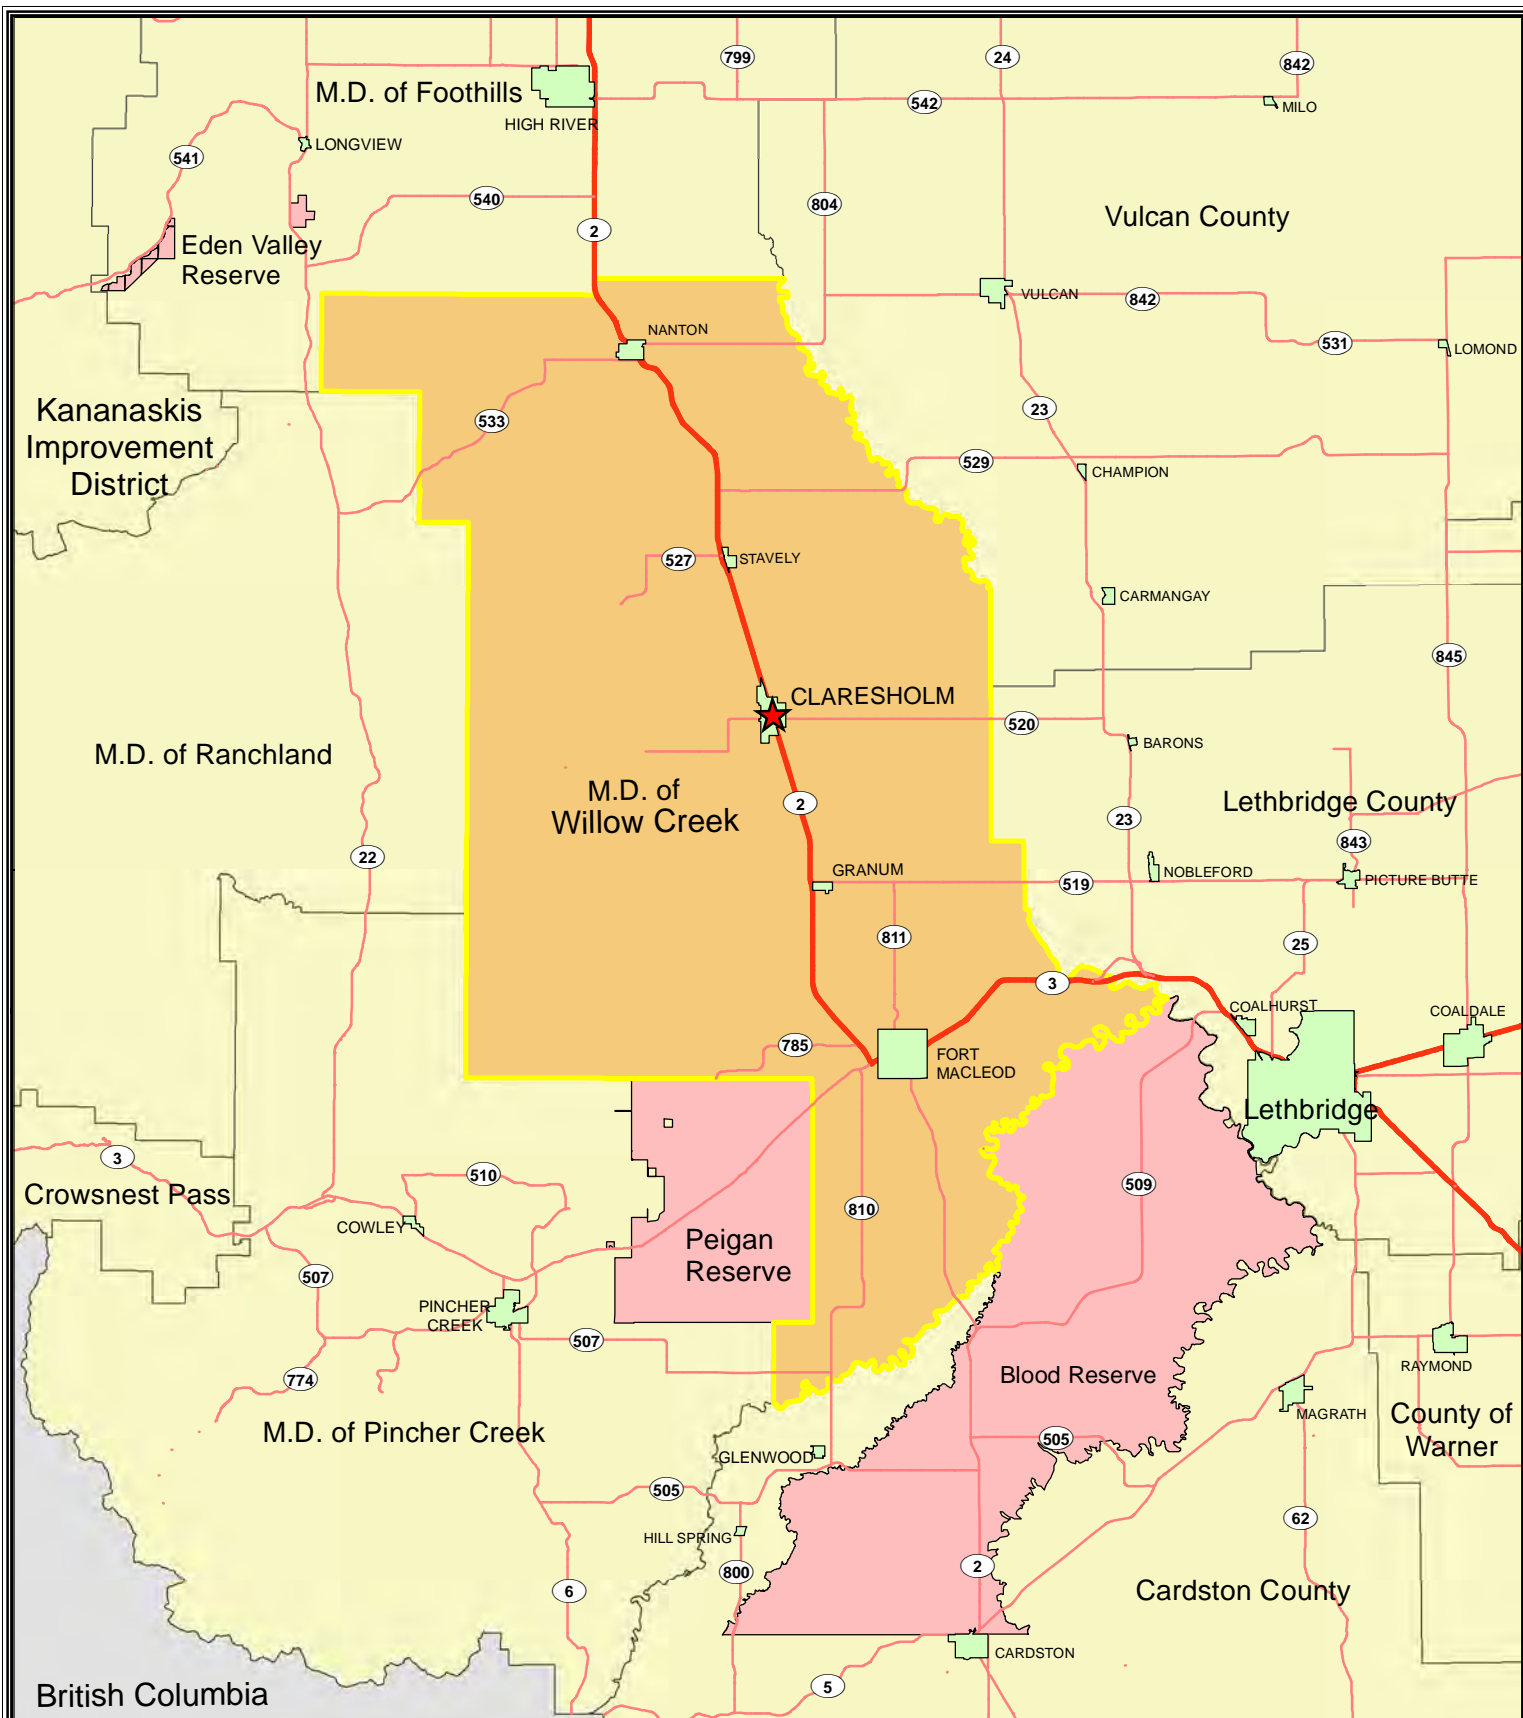 799
24
842
M.D. of Foothills
542
MILO
HIGH RIVER
LONGVIEW
541
540
804
Vulcan County
2
Eden Valley
Reserve
VULCAN
842
NANTON
531
LOMOND
Kananaskis
Improvement
District
533
23
529
CHAMPION
527
STAVELY
CARMANGAY
845
CLARESHOLM
520
BARONS
M.D. of Ranchland
M.D. of
Willow Creek
2
Lethbridge County
23
843
22
GRANUM
519
NOBLEFORD
PICTURE BUTTE
811
25
3
COALHURST
COALDALE
785
FORT
MACLEOD
Lethbridge
3
510
509
Crowsnest Pass
COWLEY
810
Peigan
Reserve
507
PINCHER
CREEK
507
RAYMOND
774
Blood Reserve
MAGRATH
County of
Warner
M.D. of Pincher Creek
505
GLENWOOD
505
62
HILL SPRING
800
2
6
Cardston County
CARDSTON
5
British Columbia